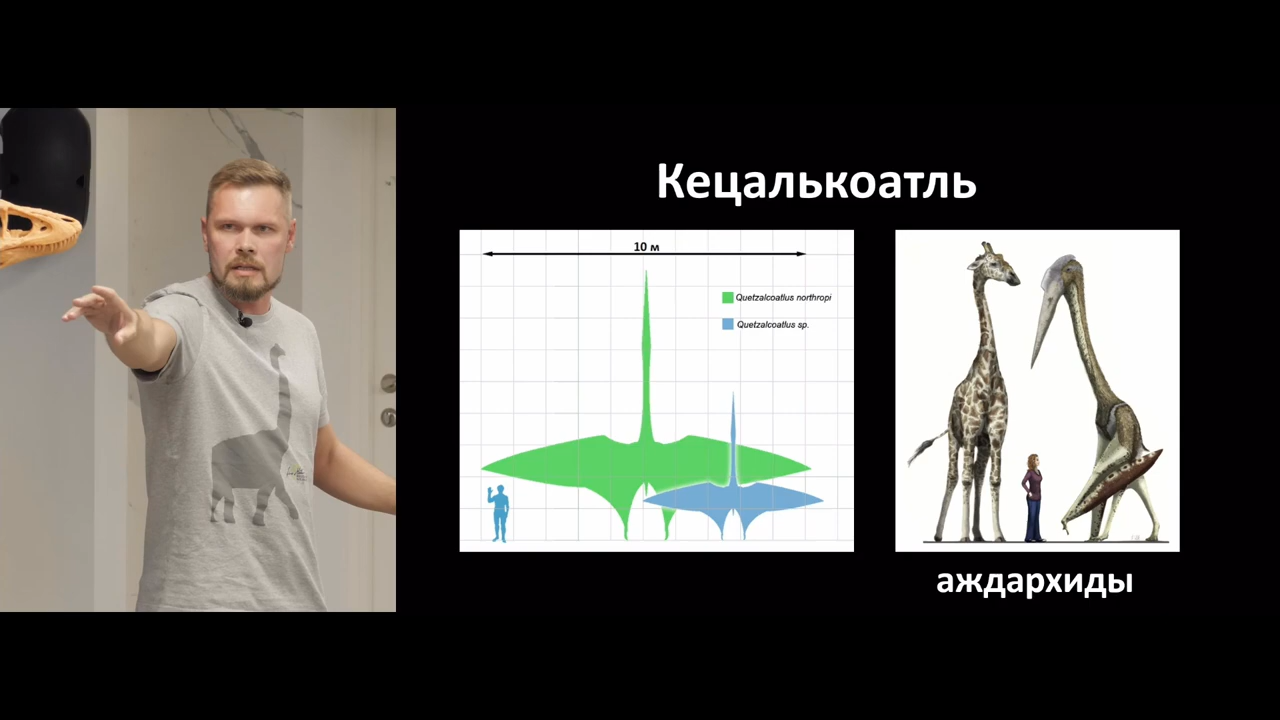 Кецалькоатль
10 м
Quetzalcoatlus northropi
Quetzalcoatlus sp.
аждархиды